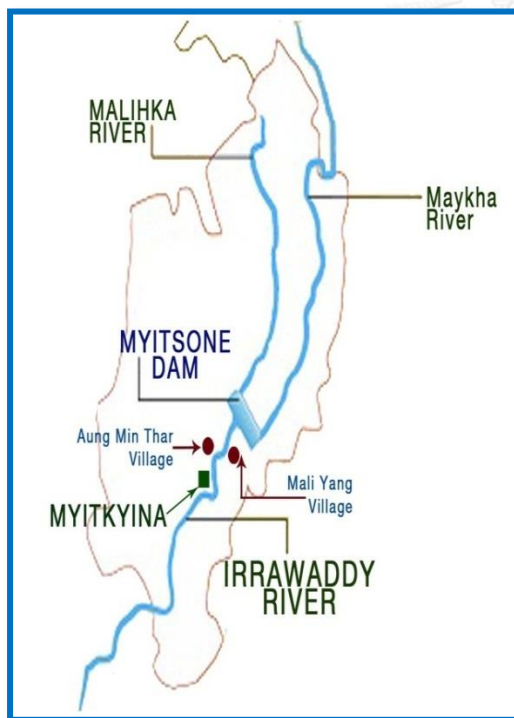 MALIHKA
RIVER
Maykha
River
MYITSONE
DAM
Aung Min Thar
Village
Mali Yang
Village
MYITKYINA
IRRAWADDY
RIVER